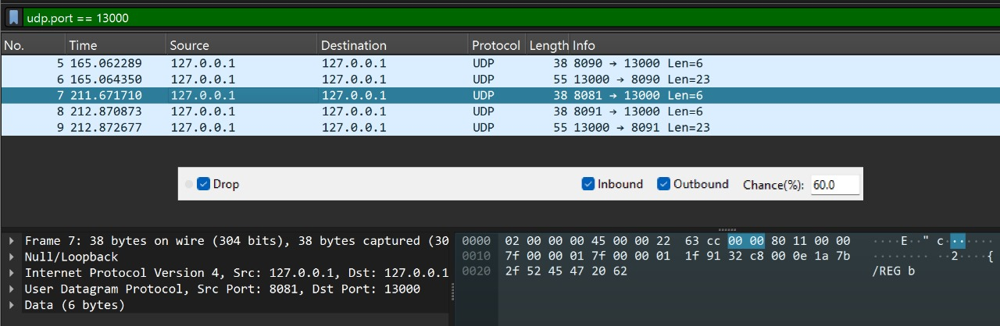 udp.port == 13000
No. Time Source Destination Protocol Length Info
5 165.062289 127.0.0.1 127.0.0.1 UDP 38 8090 → 13000 Len=6
6 165.064350 127.0.0.1 127.0.0.1 UDP 55 13000 → 8090 Len=23
7 211.671710 127.0.0.1 127.0.0.1 UDP 38 8081 → 13000 Len=6
8 212.870873 127.0.0.1 127.0.0.1 UDP 38 8091 → 13000 Len=6
9 212.872677 127.0.0.1 127.0.0.1 UDP 55 13000 → 8091 Len=23
Drop Inbound Outbound Chance(%): 60.0
Frame 7: 38 bytes on wire (304 bits), 38 bytes captured (30
Null/Loopback
Internet Protocol Version 4, Src: 127.0.0.1, Dst: 127.0.0.1
User Datagram Protocol, Src Port: 8081, Dst Port: 13000
Data (6 bytes)
0000 02 00 00 00 45 00 00 22 63 cc 00 00 80 11 00 00 ····E··" c·······
0010 7f 00 00 01 7f 00 00 01 1f 91 32 c8 00 0e 1a 7b ········ ··2····{
0020 2f 52 45 47 20 62 /REG b